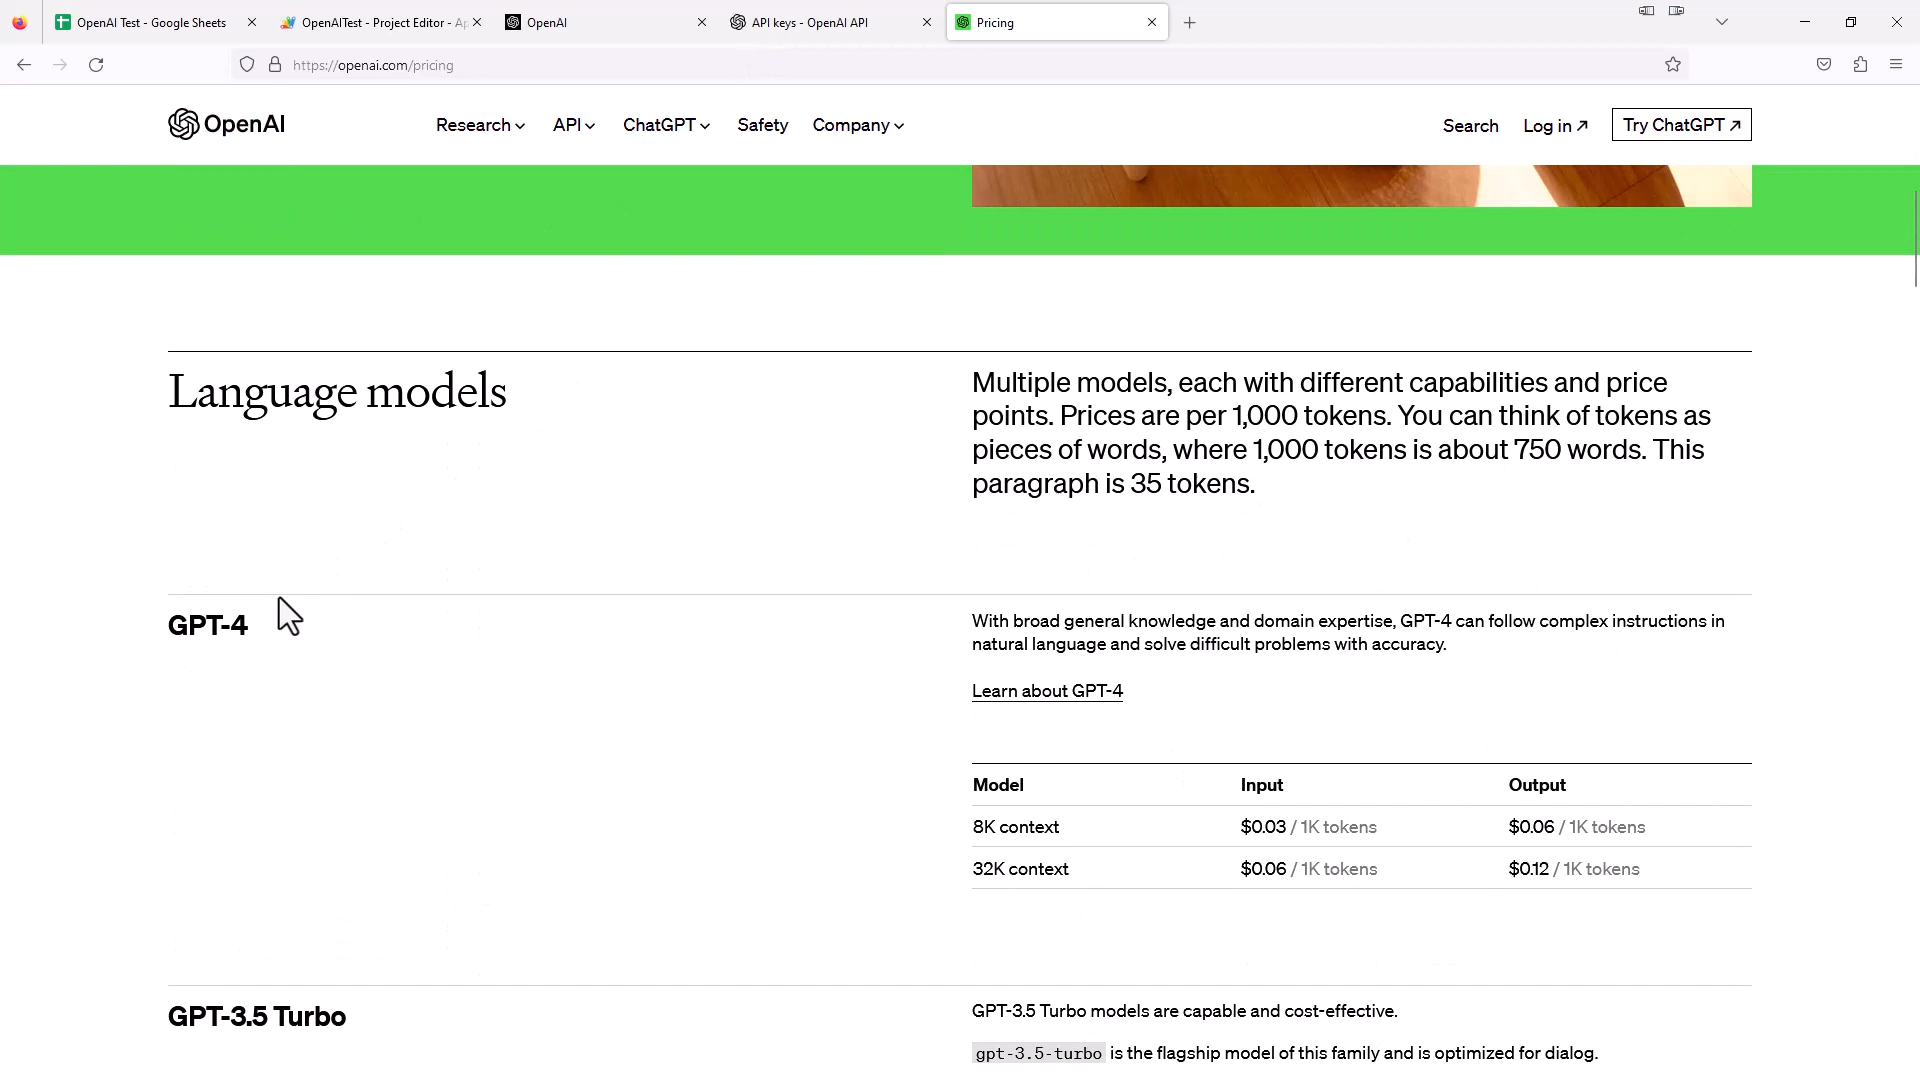 OpenAI Test - Google Sheets
OpenAITest - Project Editor - Ap
OpenAI
API keys - OpenAI API
Pricing
https://openai.com/pricing
OpenAI
Research
API
ChatGPT
Safety
Company
Search
Log in ↗
Try ChatGPT ↗
Language models
Multiple models, each with different capabilities and price
points. Prices are per 1,000 tokens. You can think of tokens as
pieces of words, where 1,000 tokens is about 750 words. This
paragraph is 35 tokens.
GPT-4
With broad general knowledge and domain expertise, GPT-4 can follow complex instructions in
natural language and solve difficult problems with accuracy.
Learn about GPT-4
Model Input Output
8K context $0.03 / 1K tokens $0.06 / 1K tokens
32K context $0.06 / 1K tokens $0.12 / 1K tokens
GPT-3.5 Turbo
GPT-3.5 Turbo models are capable and cost-effective.
gpt-3.5-turbo is the flagship model of this family and is optimized for dialog.